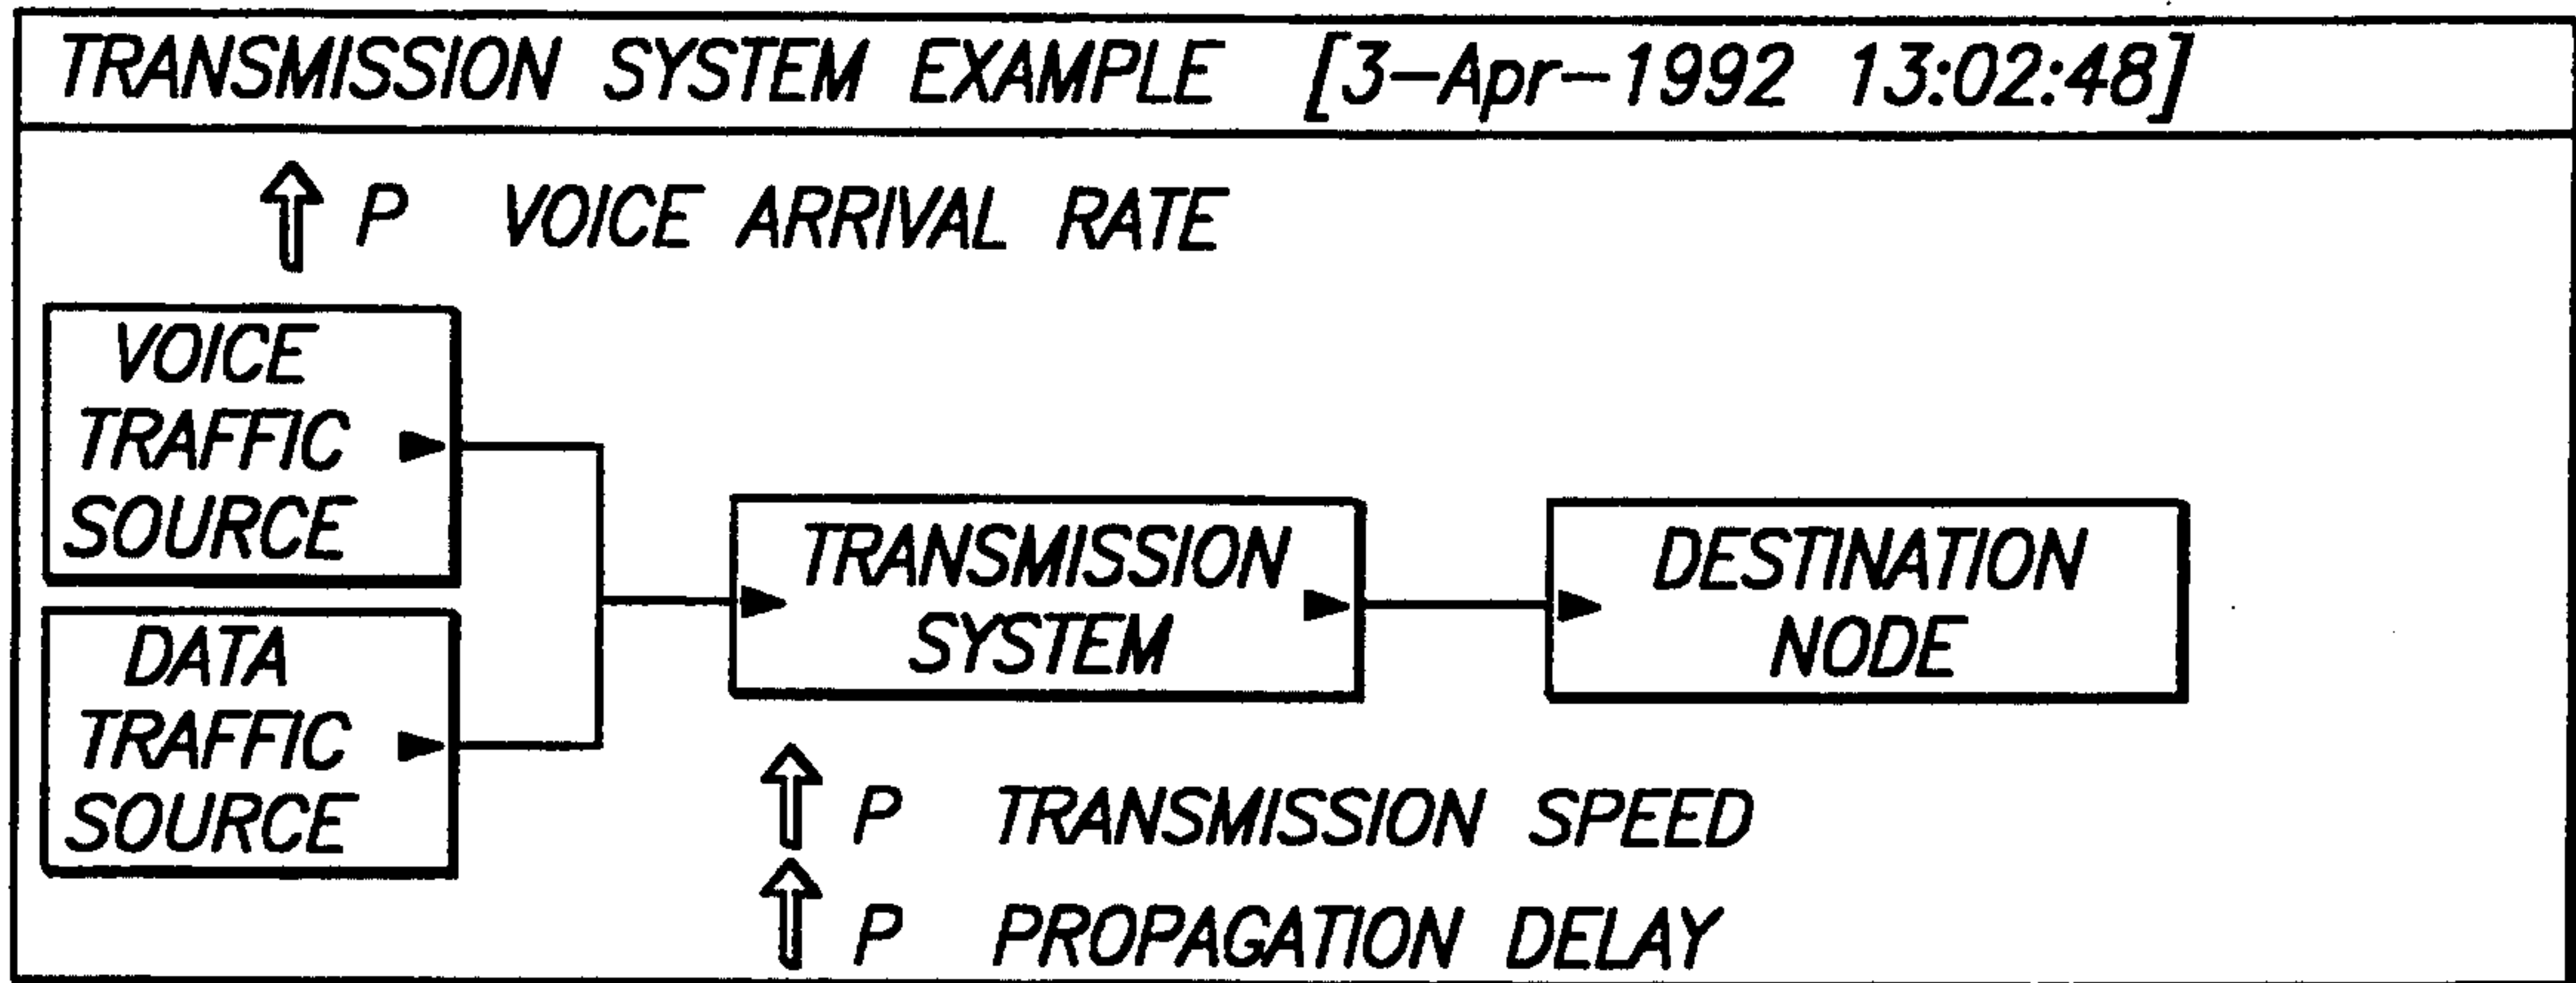 TRANSMISSION SYSTEM EXAMPLE [3-Apr-1992 13:02:48]
P VOICE ARRIVAL RATE
VOICE
TRAFFIC
SOURCE
DATA
TRAFFIC
SOURCE
TRANSMISSION
SYSTEM
DESTINATION
NODE
P TRANSMISSION SPEED
P PROPAGATION DELAY